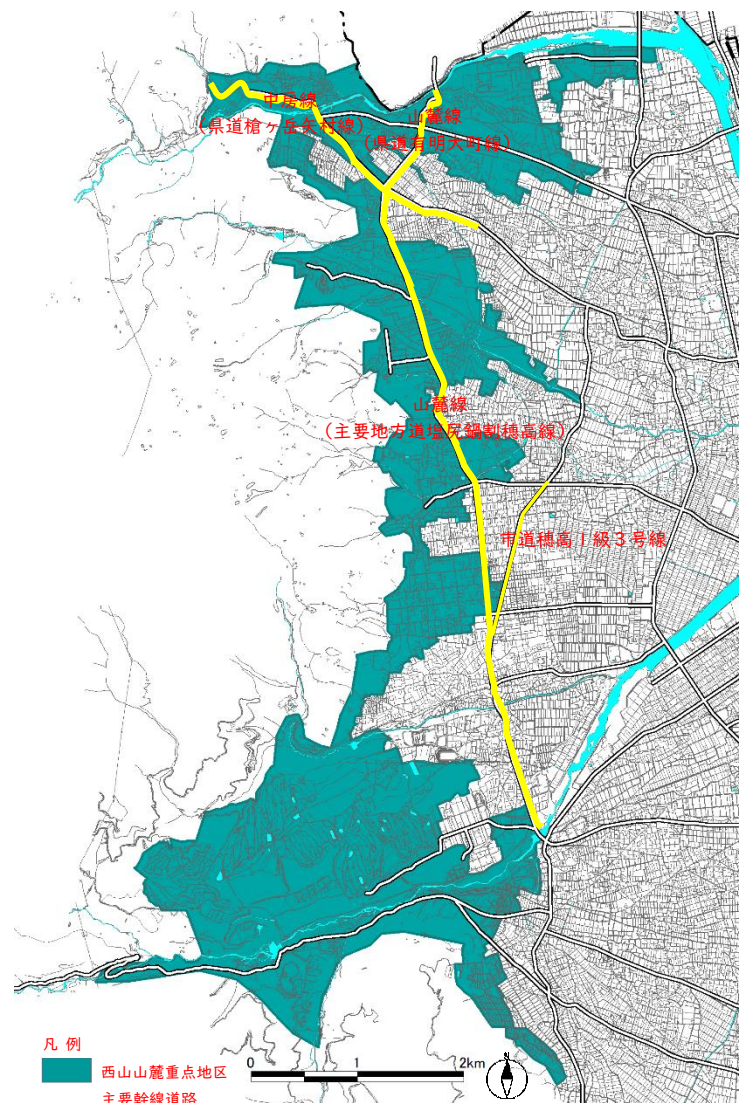 中房線
(県道槍ヶ岳矢村線)
山麓線
(県道有明大町線)
山麓線
(主要地方道塩尻鍋割穂高線)
市道穂高1級3号線
凡 例
西山山麓重点地区
主要幹線道路
0 1 2km
N